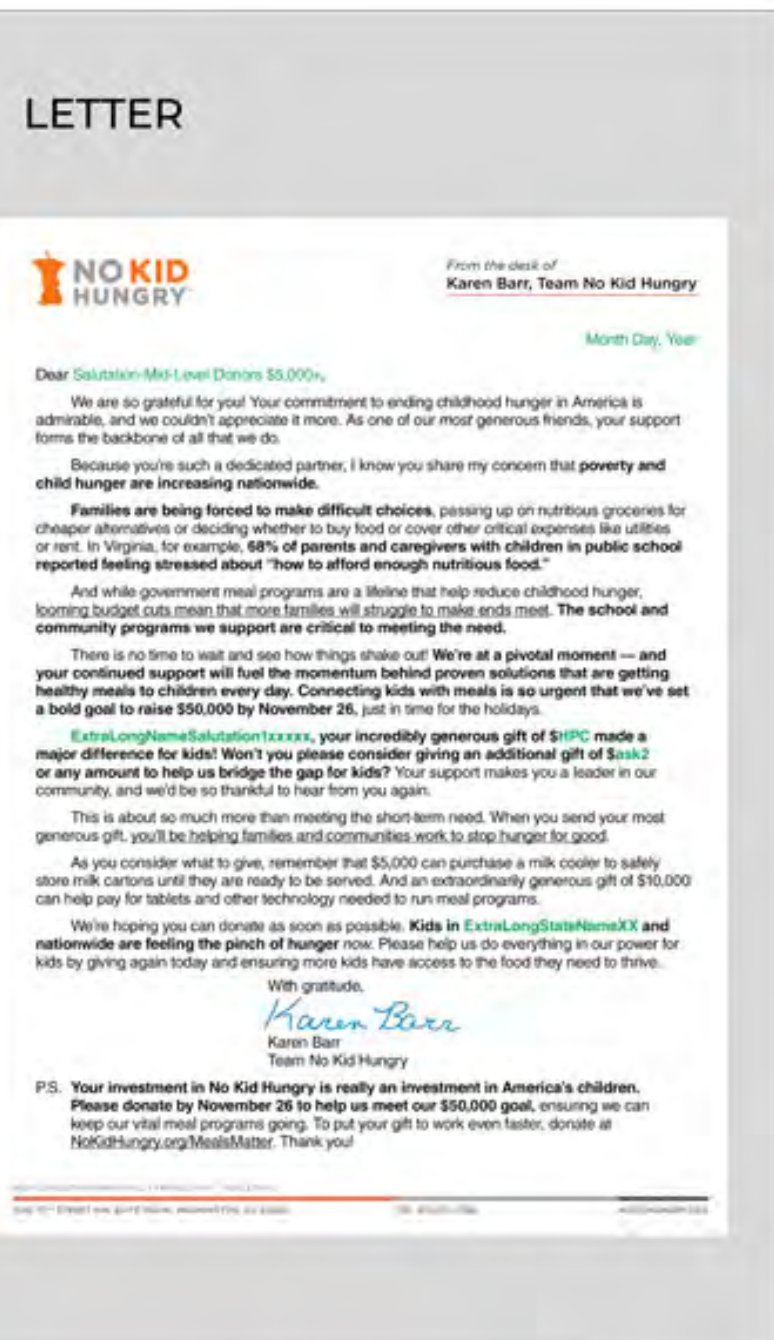 LETTER
NO KID
HUNGRY
From the desk of
Karen Barr, Team No Kid Hungry
Month Day, Year
Dear Salutation-Mid-Level Donors $5,000+,
We are so grateful for you! Your commitment to ending childhood hunger in America is
admirable, and we couldn't appreciate it more. As one of our most generous friends, your support
forms the backbone of all that we do.
Because you're such a dedicated partner, I know you share my concern that poverty and
child hunger are increasing nationwide.
Families are being forced to make difficult choices, passing up on nutritious groceries for
cheaper alternatives or deciding whether to buy food or cover other critical expenses like utilities
or rent. In Virginia, for example, 68% of parents and caregivers with children in public school
reported feeling stressed about "how to afford enough nutritious food."
And while government meal programs are a lifeline that help reduce childhood hunger,
looming budget cuts mean that more families will struggle to make ends meet. The school and
community programs we support are critical to meeting the need.
There is no time to wait and see how things shake out! We're at a pivotal moment — and
your continued support will fuel the momentum behind proven solutions that are getting
healthy meals to children every day. Connecting kids with meals is so urgent that we've set
a bold goal to raise $50,000 by November 26, just in time for the holidays.
ExtraLongNameSalutation1xxxxx, your incredibly generous gift of $HPC made a
major difference for kids! Won't you please consider giving an additional gift of $ask2
or any amount to help us bridge the gap for kids? Your support makes you a leader in our
community, and we'd be so thankful to hear from you again.
This is about so much more than meeting the short-term need. When you send your most
generous gift, you'll be helping families and communities work to stop hunger for good.
As you consider what to give, remember that $5,000 can purchase a milk cooler to safely
store milk cartons until they are ready to be served. And an extraordinarily generous gift of $10,000
can help pay for tablets and other technology needed to run meal programs.
We're hoping you can donate as soon as possible. Kids in ExtraLongStateNameXX and
nationwide are feeling the pinch of hunger now. Please help us do everything in our power for
kids by giving again today and ensuring more kids have access to the food they need to thrive.
With gratitude,
Karen Barr
Karen Barr
Team No Kid Hungry
P.S. Your investment in No Kid Hungry is really an investment in America's children.
Please donate by November 26 to help us meet our $50,000 goal, ensuring we can
keep our vital meal programs going. To put your gift to work even faster, donate at
NoKidHungry.org/MealsMatter. Thank you!